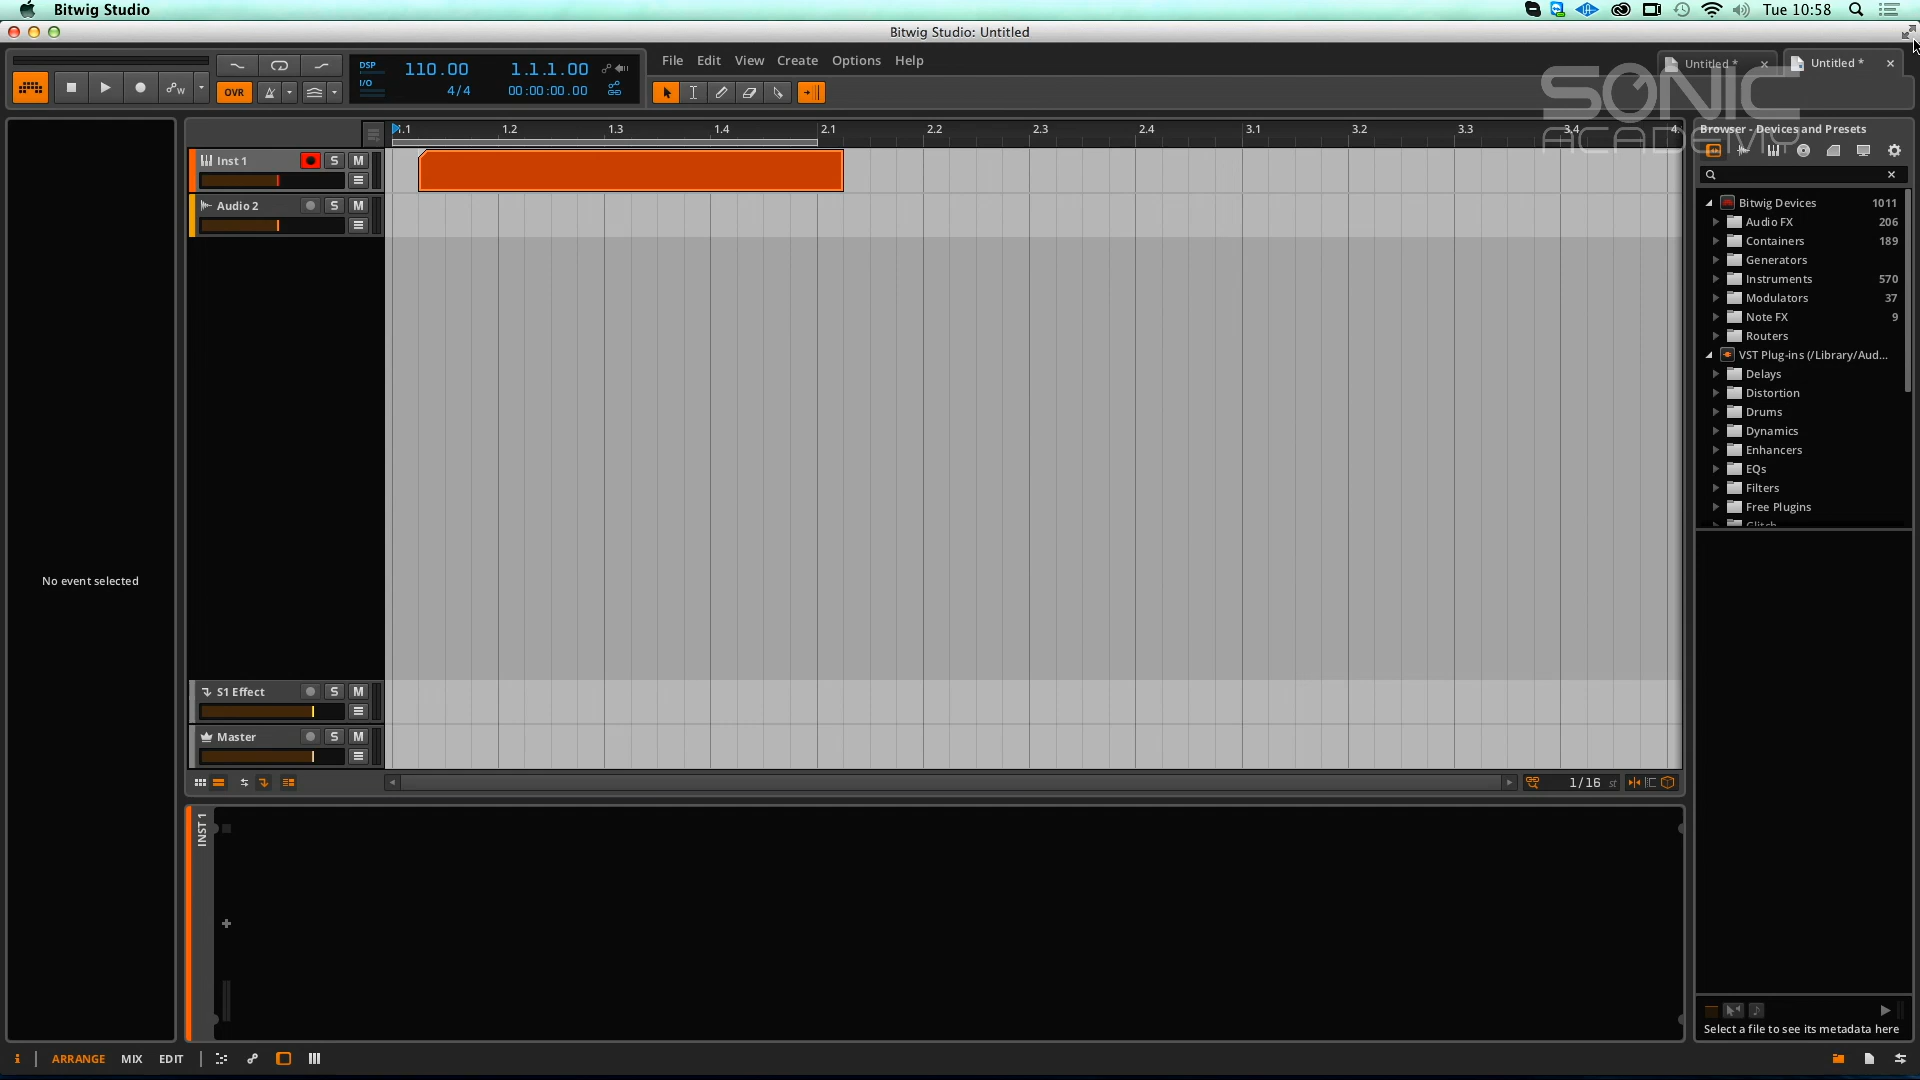 Bitwig Studio
Tue 10:58
Bitwig Studio: Untitled
DSP
I/O
110.00
4/4
1.1.1.00
00:00:00.00
OVR
File Edit View Create Options Help
Untitled *
Untitled *
SONIC
ACADEMY
1.1 1.2 1.3 1.4 2.1 2.2 2.3 2.4 3.1 3.2 3.3 3.4 4.
Inst 1 S M
Audio 2 S M
No event selected
S1 Effect S M
Master S M
1/16 st
INST 1
Browser - Devices and Presets
Bitwig Devices 1011
Audio FX 206
Containers 189
Generators
Instruments 570
Modulators 37
Note FX 9
Routers
VST Plug-ins (/Library/Aud...
Delays
Distortion
Drums
Dynamics
Enhancers
EQs
Filters
Free Plugins
Glitch
Select a file to see its metadata here
i | ARRANGE MIX EDIT |